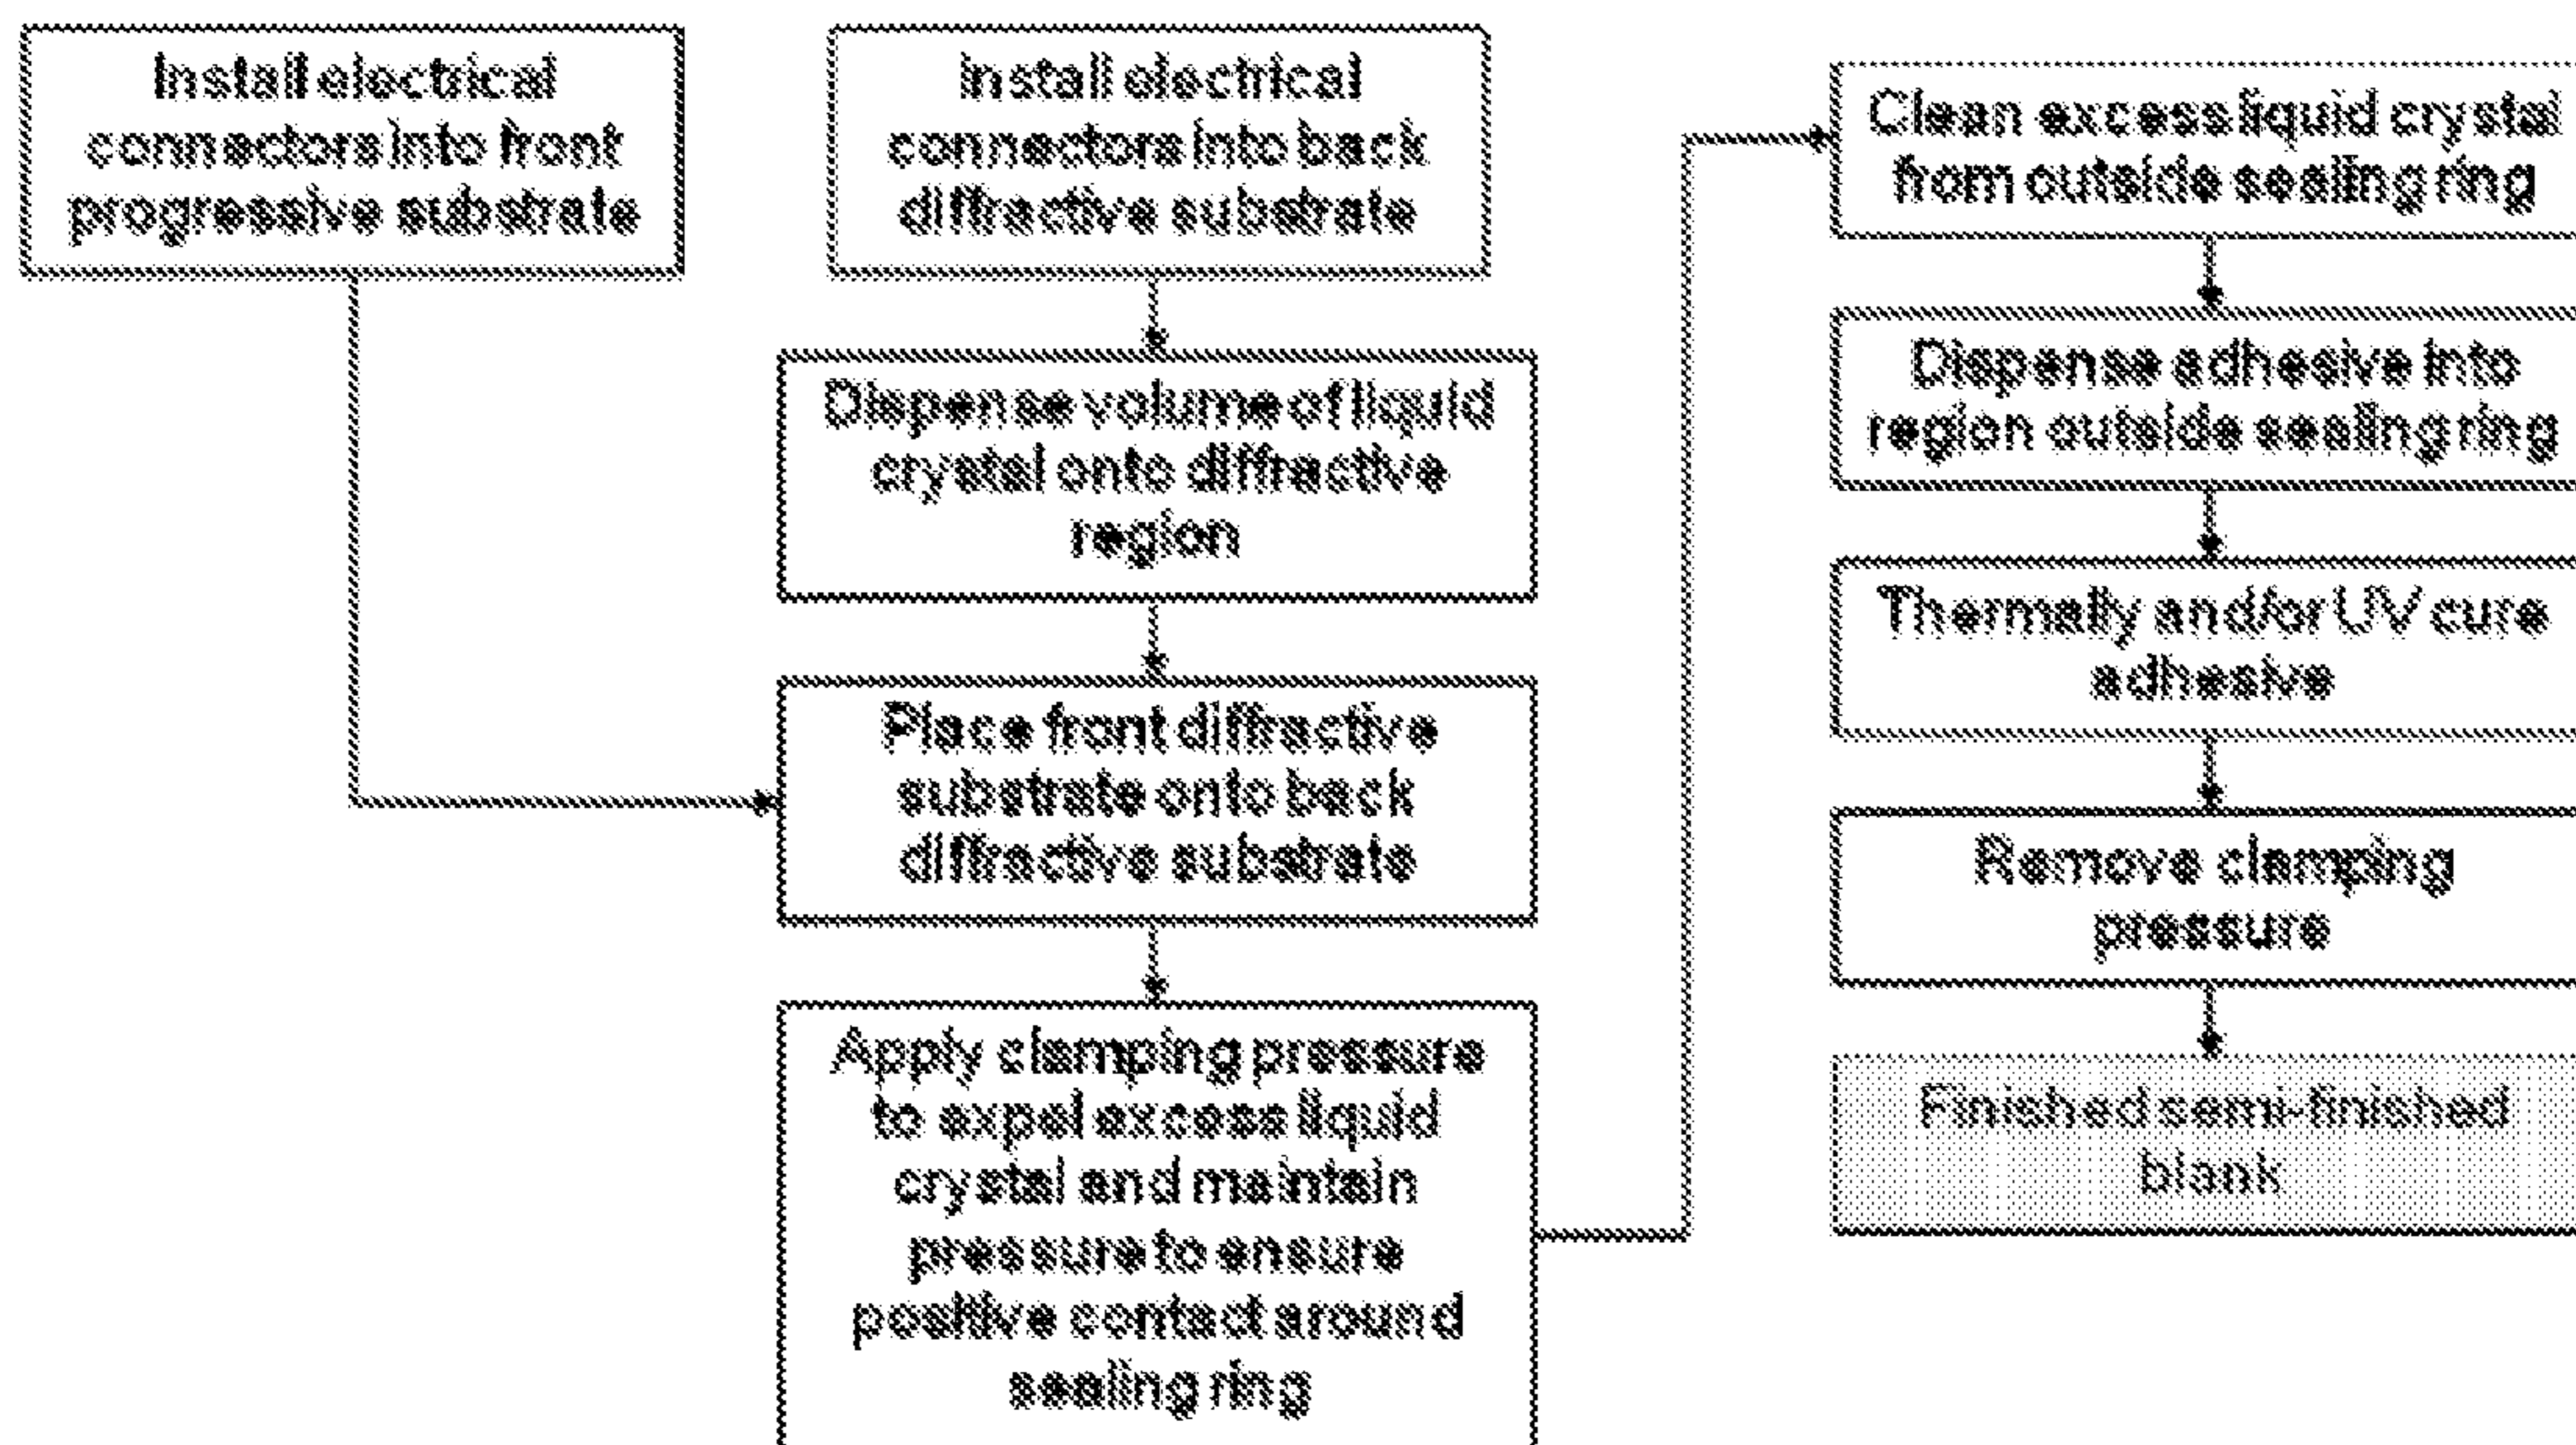 Install electrical
connectors into front
progressive substrate
Install electrical
connectors into back
diffractive substrate
Dispense volume of liquid
crystal onto diffractive
region
Place front diffractive
substrate onto back
diffractive substrate
Apply clamping pressure
to expel excess liquid
crystal and maintain
pressure to ensure
positive contact around
sealing ring
Clean excess liquid crystal
from outside sealing ring
Dispense adhesive into
region outside sealing ring
Thermally and/or UV cure
adhesive
Remove clamping
pressure
Finished semi-finished
blank